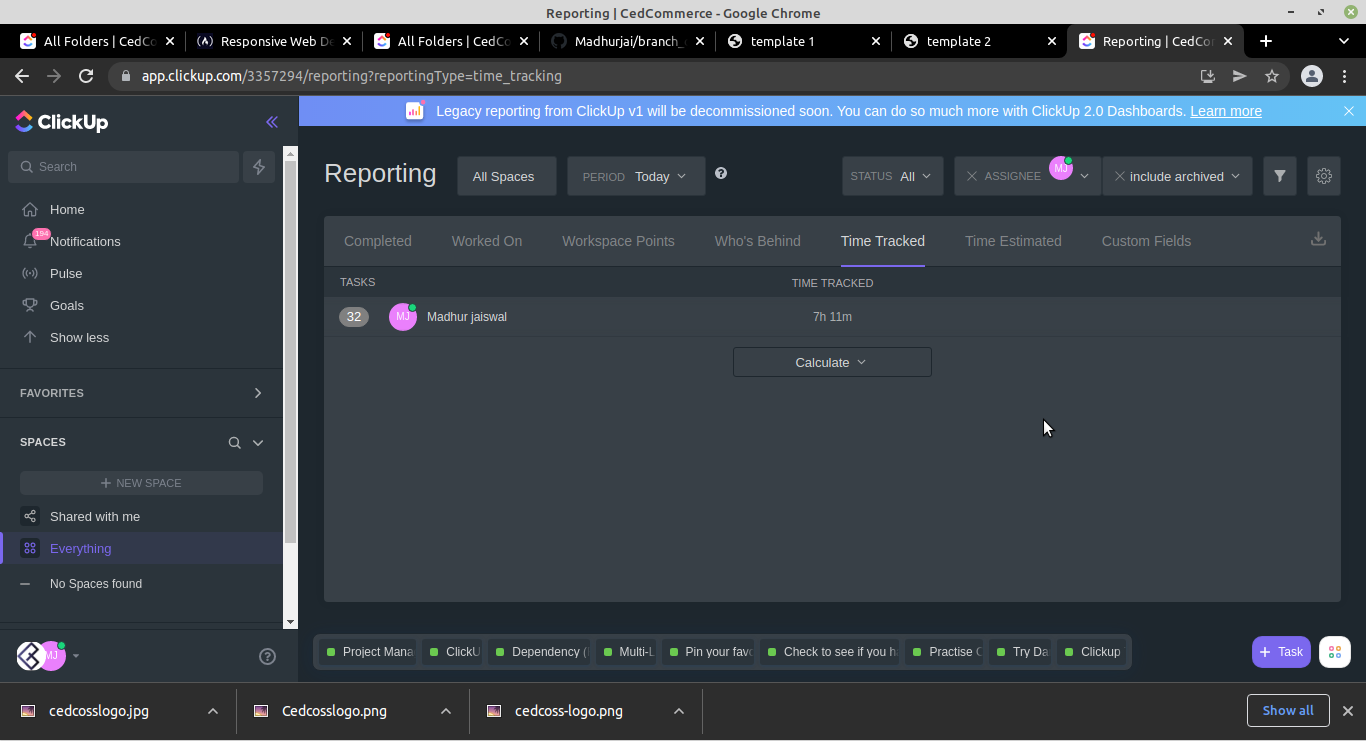 Reporting | CedCommerce - Google Chrome
All Folders | CedCo
Responsive Web De
All Folders | CedCo
Madhurjai/branch_
template 1
template 2
Reporting | CedCor
app.clickup.com/3357294/reporting?reportingType=time_tracking
ClickUp
Legacy reporting from ClickUp v1 will be decommissioned soon. You can do so much more with ClickUp 2.0 Dashboards. Learn more
Search
Home
194
Notifications
Pulse
Goals
Show less
FAVORITES
SPACES
+ NEW SPACE
Shared with me
Everything
No Spaces found
MJ
Reporting
All Spaces
PERIOD Today
STATUS All
ASSIGNEE MJ
include archived
Completed
Worked On
Workspace Points
Who's Behind
Time Tracked
Time Estimated
Custom Fields
TASKS
TIME TRACKED
32 MJ Madhur jaiswal 7h 11m
Calculate
Project Mana
ClickU
Dependency (
Multi-L
Pin your favo
Check to see if you ha
Practise C
Try Da
Clickup
+ Task
cedcosslogo.jpg
Cedcosslogo.png
cedcoss-logo.png
Show all